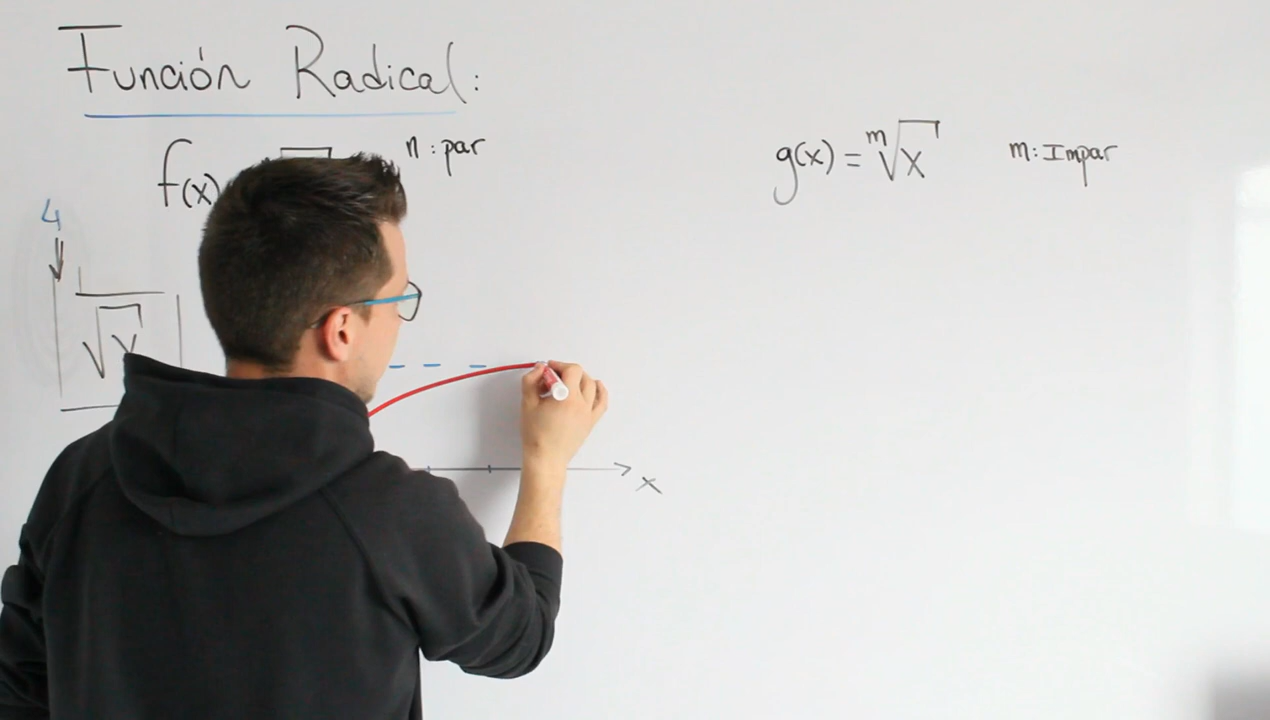 Función Radical:
f(x)
n : par
g(x) = ᵐ√x
m: Impar
4
√x
x